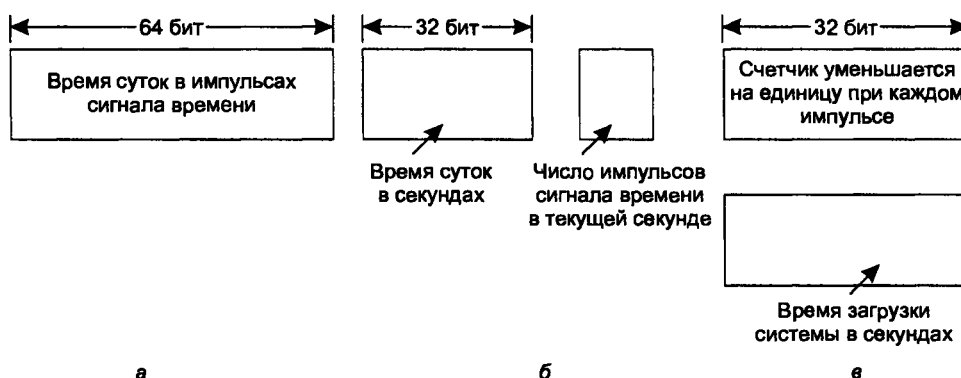 64 бит
32 бит
32 бит
Время суток в импульсах
сигнала времени
Счетчик уменьшается
на единицу при каждом
импульсе
Время суток
в секундах
Число импульсов
сигнала времени
в текущей секунде
Время загрузки
системы в секундах
а
б
в